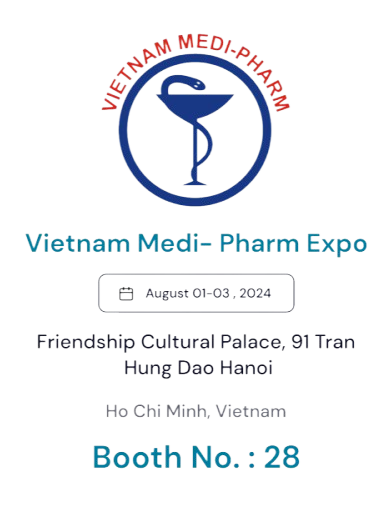 VIETNAM MEDI-PHARM
Vietnam Medi- Pharm Expo
August 01-03 , 2024
Friendship Cultural Palace, 91 Tran
Hung Dao Hanoi
Ho Chi Minh, Vietnam
Booth No. : 28